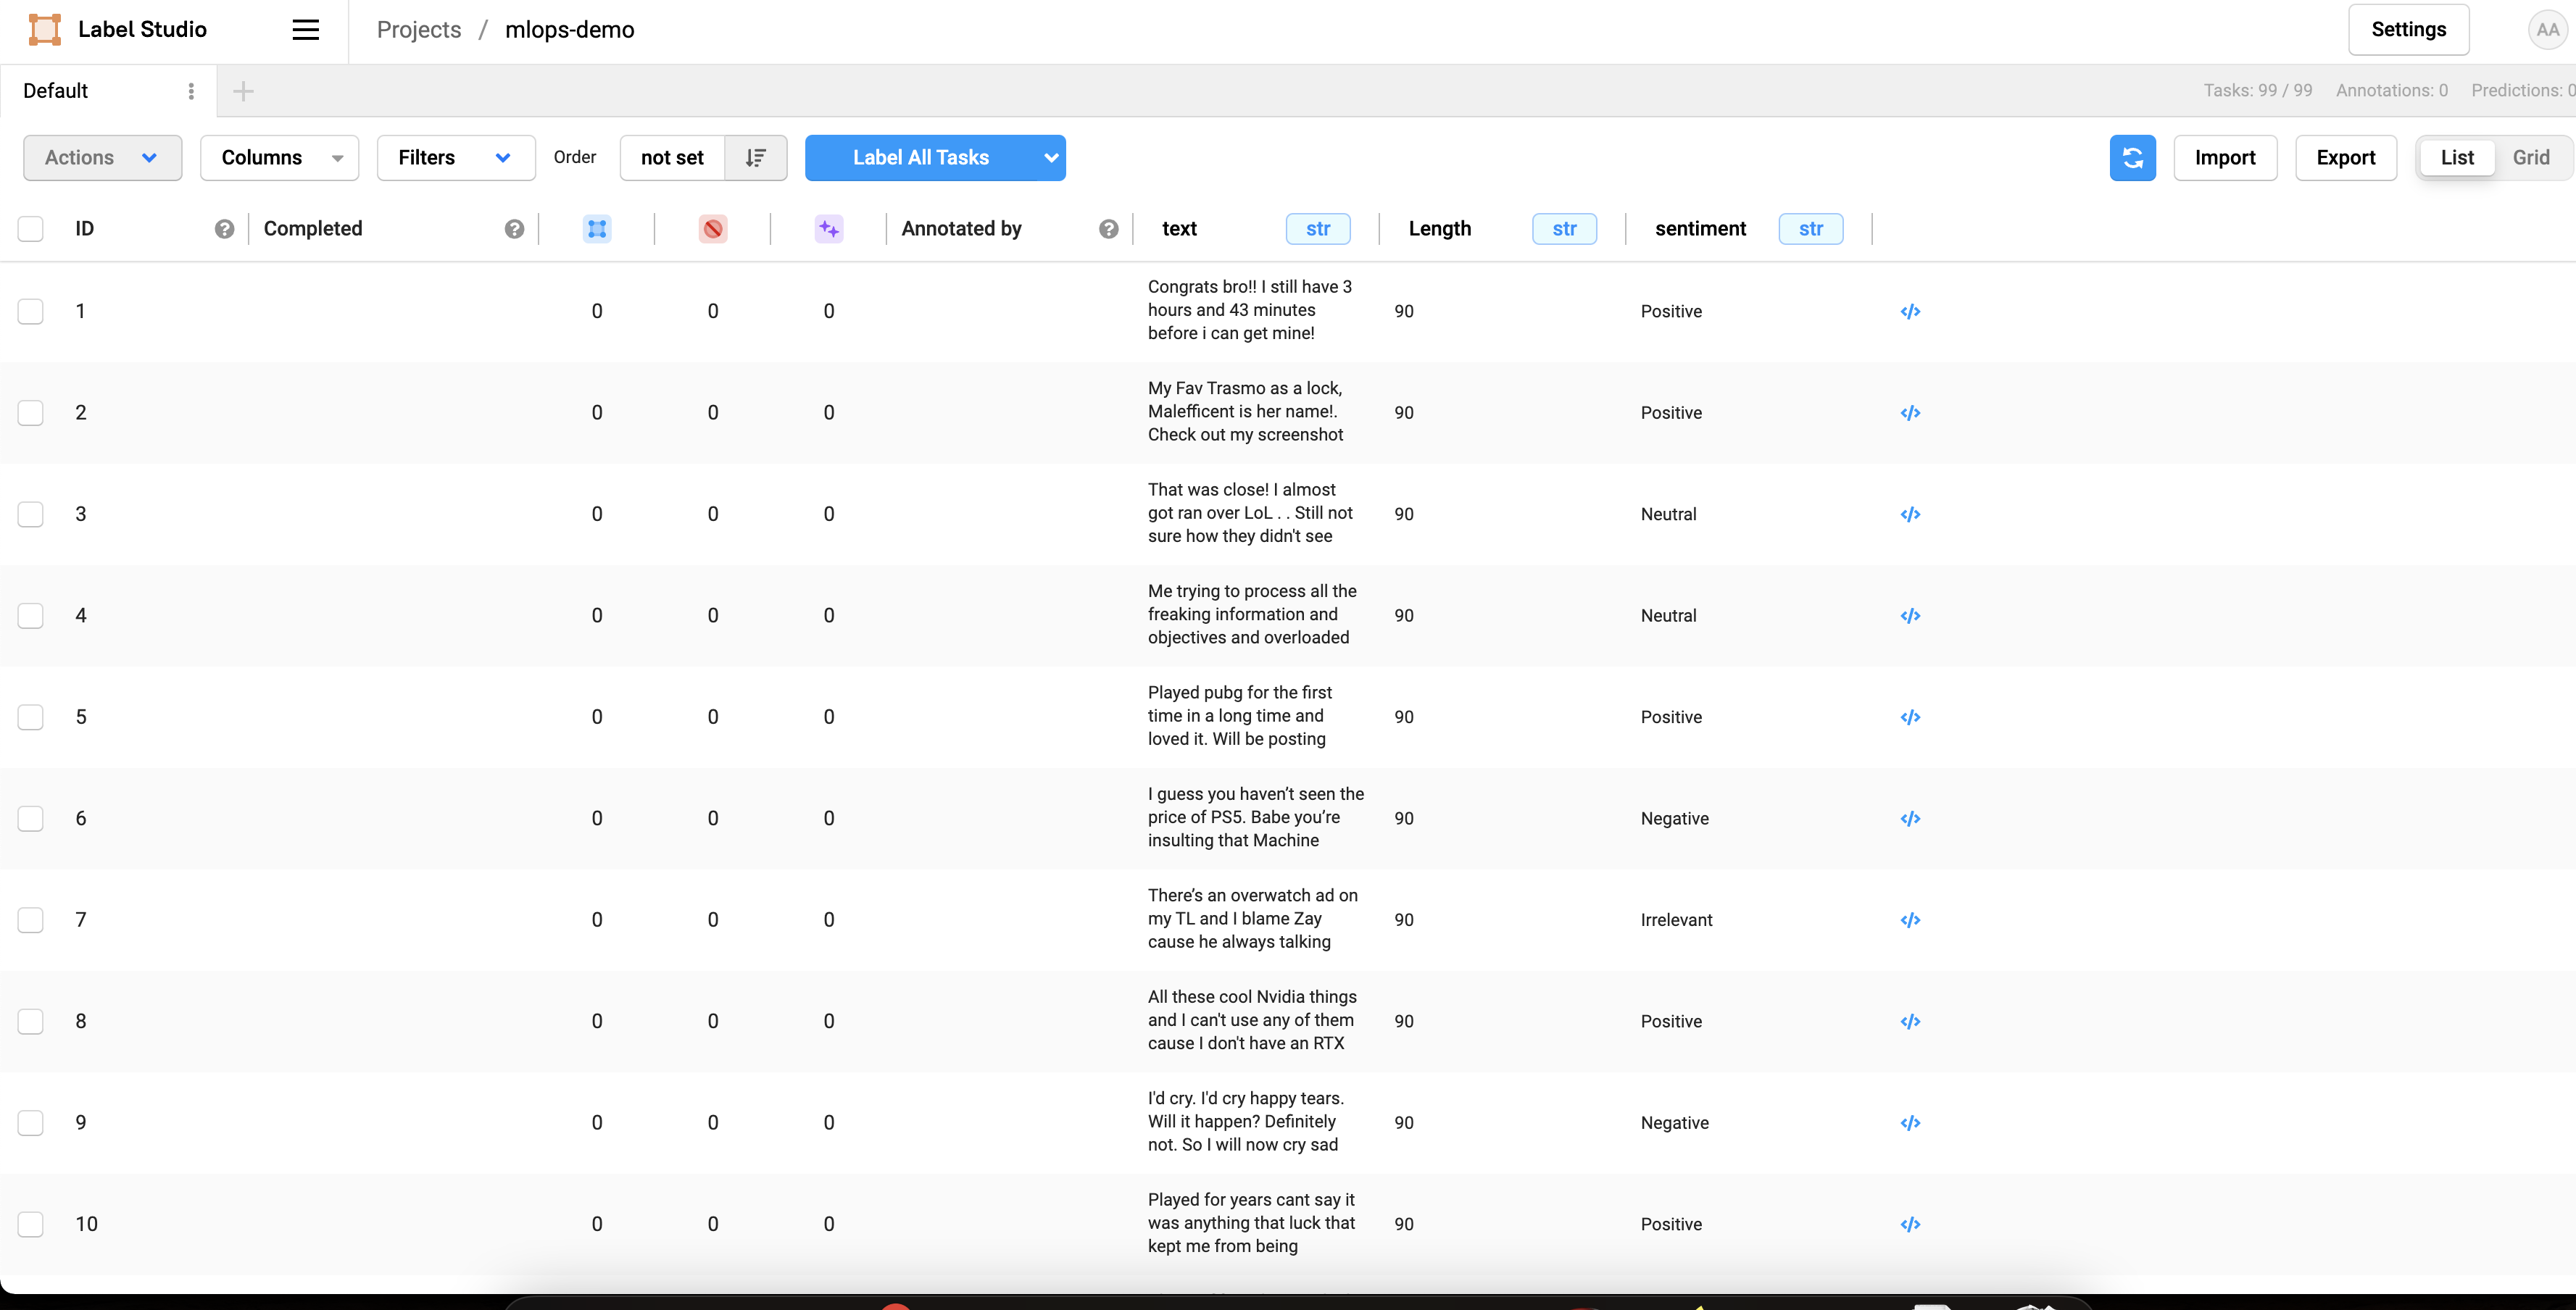 Label Studio
Projects / mlops-demo
Settings
AA
Default
Tasks: 99 / 99 Annotations: 0 Predictions: 0
Actions
Columns
Filters
Order
not set
Label All Tasks
Import
Export
List
Grid
ID Completed Annotated by text str Length str sentiment str
1 0 0 0
Congrats bro!! I still have 3
hours and 43 minutes
before i can get mine!
90 Positive
2 0 0 0
My Fav Trasmo as a lock,
Malefficent is her name!.
Check out my screenshot
90 Positive
3 0 0 0
That was close! I almost
got ran over LoL . . Still not
sure how they didn't see
90 Neutral
4 0 0 0
Me trying to process all the
freaking information and
objectives and overloaded
90 Neutral
5 0 0 0
Played pubg for the first
time in a long time and
loved it. Will be posting
90 Positive
6 0 0 0
I guess you haven’t seen the
price of PS5. Babe you’re
insulting that Machine
90 Negative
7 0 0 0
There’s an overwatch ad on
my TL and I blame Zay
cause he always talking
90 Irrelevant
8 0 0 0
All these cool Nvidia things
and I can't use any of them
cause I don't have an RTX
90 Positive
9 0 0 0
I'd cry. I'd cry happy tears.
Will it happen? Definitely
not. So I will now cry sad
90 Negative
10 0 0 0
Played for years cant say it
was anything that luck that
kept me from being
90 Positive